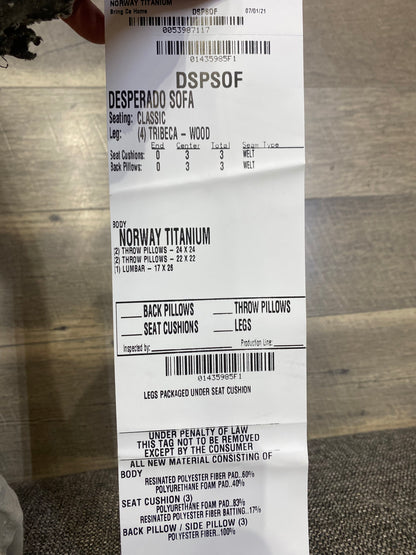 NORWAY TITANIUM
Bring Ce Home DSPSOF 07/01/21
0053987117
01435985F1
DSPSOF
DESPERADO SOFA
Seating: CLASSIC
Leg: (4) TRIBECA - WOOD
End Center Total Seam Type
Seat Cushions: 0 3 3 WELT
Back Pillows: 0 3 3 WELT
BODY
NORWAY TITANIUM
(2) THROW PILLOWS - 24 X 24
(2) THROW PILLOWS - 22 X 22
(1) LUMBAR - 17 X 26
____ BACK PILLOWS ____ THROW PILLOWS
____ SEAT CUSHIONS ____ LEGS
Inspected by: Production Line:
01435985F1
LEGS PACKAGED UNDER SEAT CUSHION
UNDER PENALTY OF LAW
THIS TAG NOT TO BE REMOVED
EXCEPT BY THE CONSUMER
ALL NEW MATERIAL CONSISTING OF
BODY
RESINATED POLYESTER FIBER PAD..60%
POLYURETHANE FOAM PAD..40%
SEAT CUSHION (3)
POLYURETHANE FOAM PAD..83%
RESINATED POLYESTER FIBER BATTING..17%
BACK PILLOW / SIDE PILLOW (3)
POLYESTER FIBER..100%